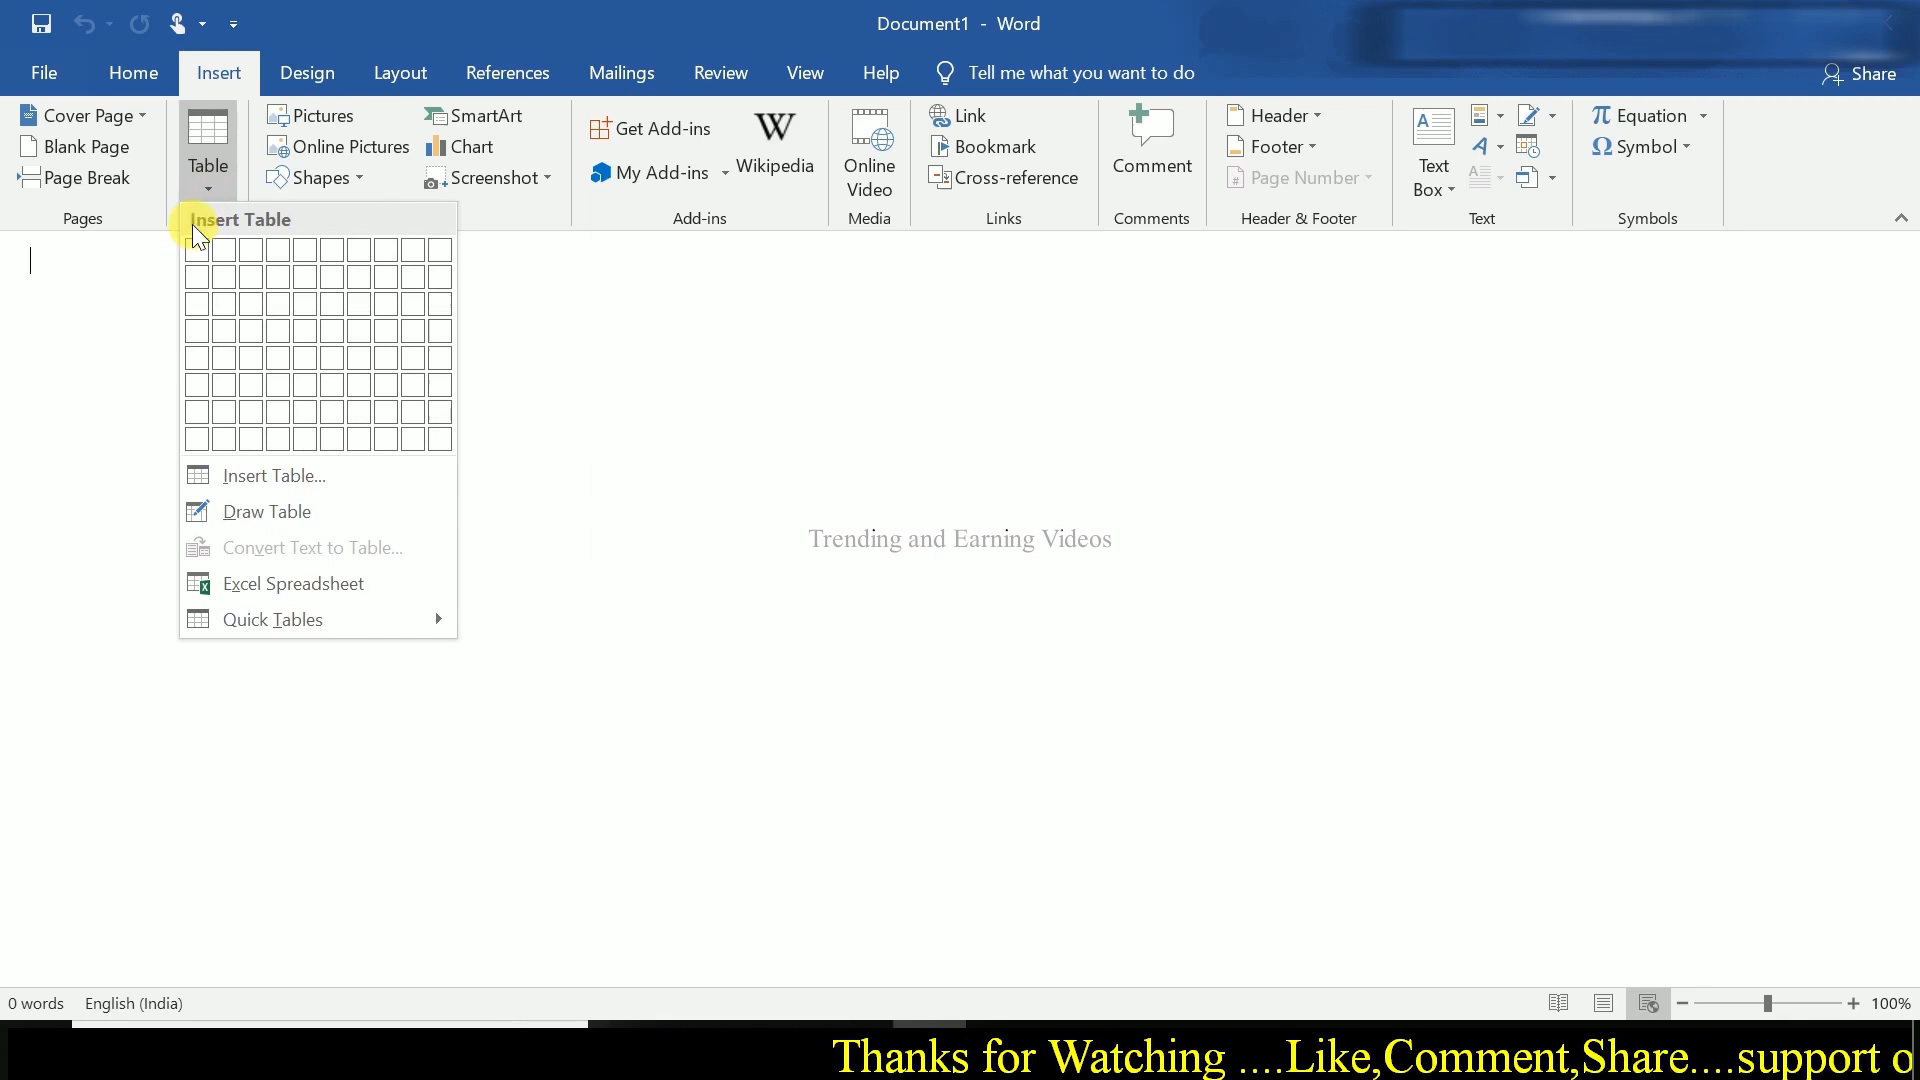 Document1 - Word
File Home Insert Design Layout References Mailings Review View Help Tell me what you want to do Share
Cover Page
Blank Page
Page Break
Pages
Table
Pictures
Online Pictures
Shapes
SmartArt
Chart
Screenshot
Get Add-ins
My Add-ins
Wikipedia
Add-ins
Online
Video
Media
Link
Bookmark
Cross-reference
Links
Comment
Comments
Header
Footer
Page Number
Header & Footer
Text
Box
Text
Equation
Symbol
Symbols
Insert Table
Insert Table...
Draw Table
Convert Text to Table...
Excel Spreadsheet
Quick Tables
Trending and Earning Videos
0 words English (India) 100%
Thanks for Watching ....Like,Comment,Share....support o